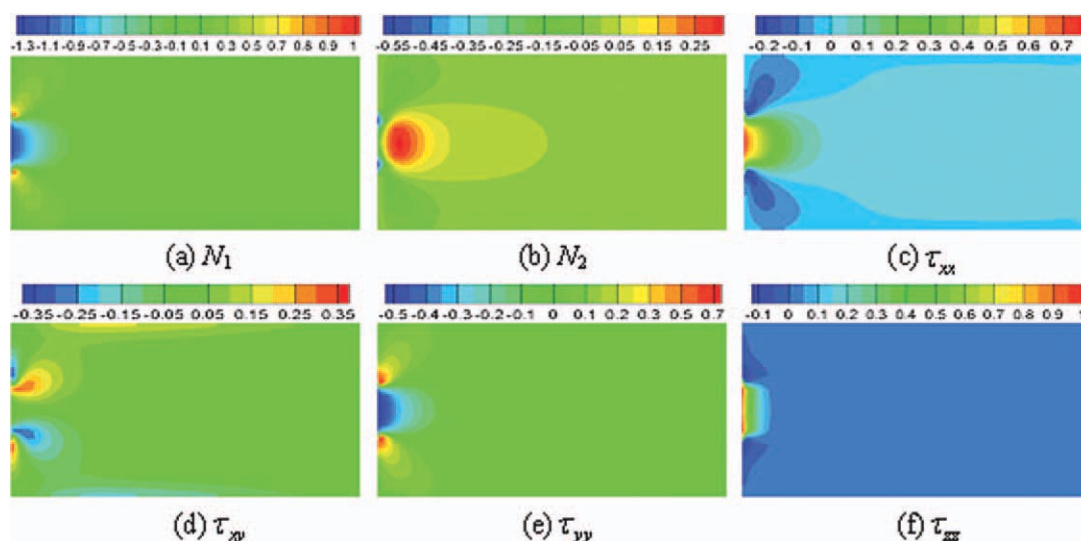 -1.3 -1.1 -0.9 -0.7 -0.5 -0.3 -0.1 0.1 0.3 0.5 0.7 0.8 0.9 1
-0.55 -0.45 -0.35 -0.25 -0.15 -0.05 0.05 0.15 0.25
-0.2 -0.1 0 0.1 0.2 0.3 0.4 0.5 0.6 0.7
(a) N₁
(b) N₂
(c) τxx
-0.35 -0.25 -0.15 -0.05 0.05 0.15 0.25 0.35
-0.5 -0.4 -0.3 -0.2 -0.1 0 0.1 0.2 0.3 0.5 0.7
-0.1 0 0.1 0.2 0.3 0.4 0.5 0.6 0.7 0.8 0.9 1
(d) τxy
(e) τyy
(f) τzz